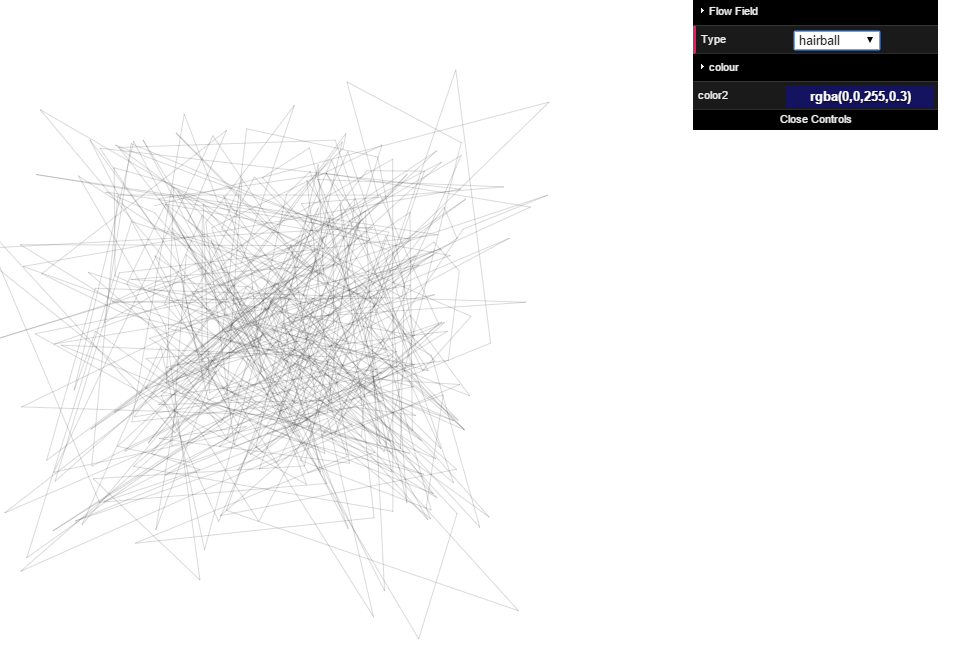 Flow Field
Type hairball
colour
color2 rgba(0,0,255,0.3)
Close Controls